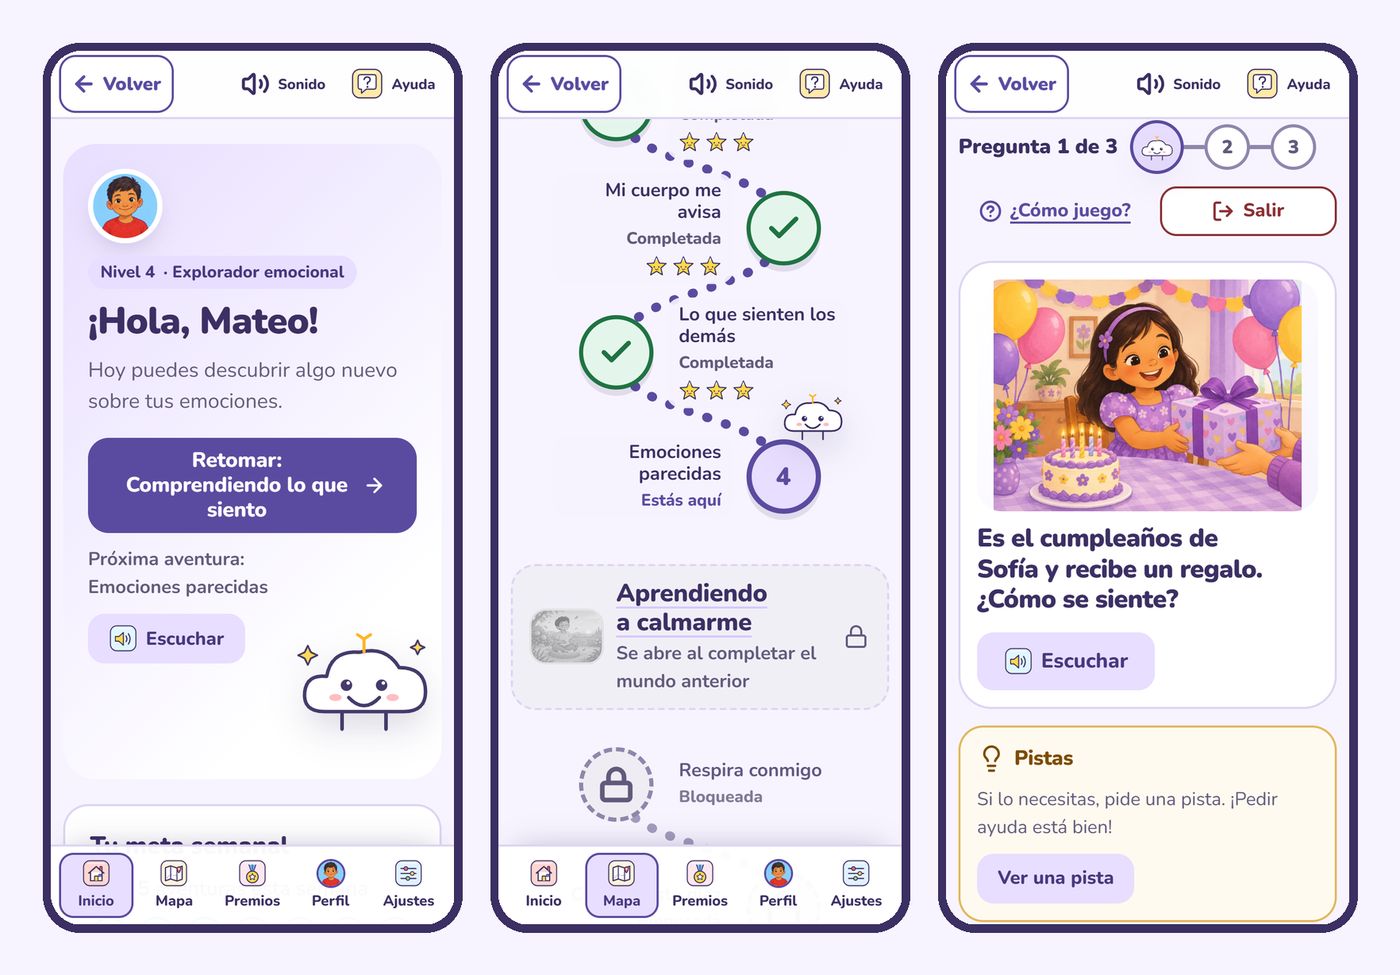 Volver
Sonido
Ayuda
Nivel 4 · Explorador emocional
¡Hola, Mateo!
Hoy puedes descubrir algo nuevo
sobre tus emociones.
Retomar:
Comprendiendo lo que
siento
Próxima aventura:
Emociones parecidas
Escuchar
Tu meta semanal
Inicio
Mapa
Premios
Perfil
Ajustes
Volver
Sonido
Ayuda
Completada
Mi cuerpo me
avisa
Completada
Lo que sienten los
demás
Completada
Emociones
parecidas
Estás aquí
4
Aprendiendo
a calmarme
Se abre al completar el
mundo anterior
Respira conmigo
Bloqueada
Inicio
Mapa
Premios
Perfil
Ajustes
Volver
Sonido
Ayuda
Pregunta 1 de 3
2
3
¿Cómo juego?
Salir
Es el cumpleaños de
Sofía y recibe un regalo.
¿Cómo se siente?
Escuchar
Pistas
Si lo necesitas, pide una pista. ¡Pedir
ayuda está bien!
Ver una pista